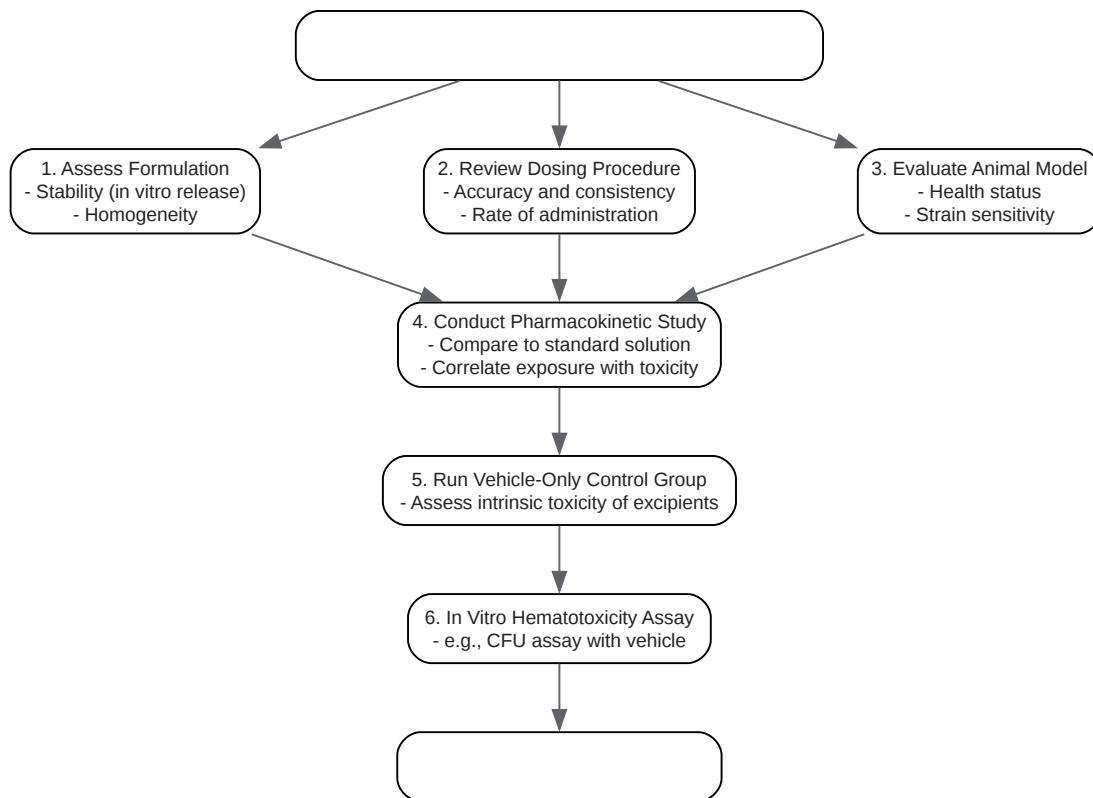 1. Assess Formulation
- Stability (in vitro release)
- Homogeneity
2. Review Dosing Procedure
- Accuracy and consistency
- Rate of administration
3. Evaluate Animal Model
- Health status
- Strain sensitivity
4. Conduct Pharmacokinetic Study
- Compare to standard solution
- Correlate exposure with toxicity
5. Run Vehicle-Only Control Group
- Assess intrinsic toxicity of excipients
6. In Vitro Hematotoxicity Assay
- e.g., CFU assay with vehicle